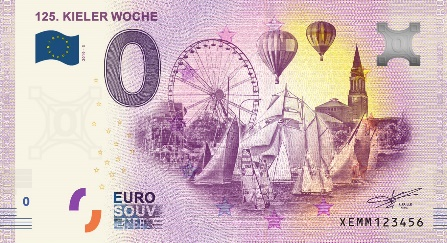 125. KIELER WOCHE
0
0
EURO
SOUV
XEMM123456